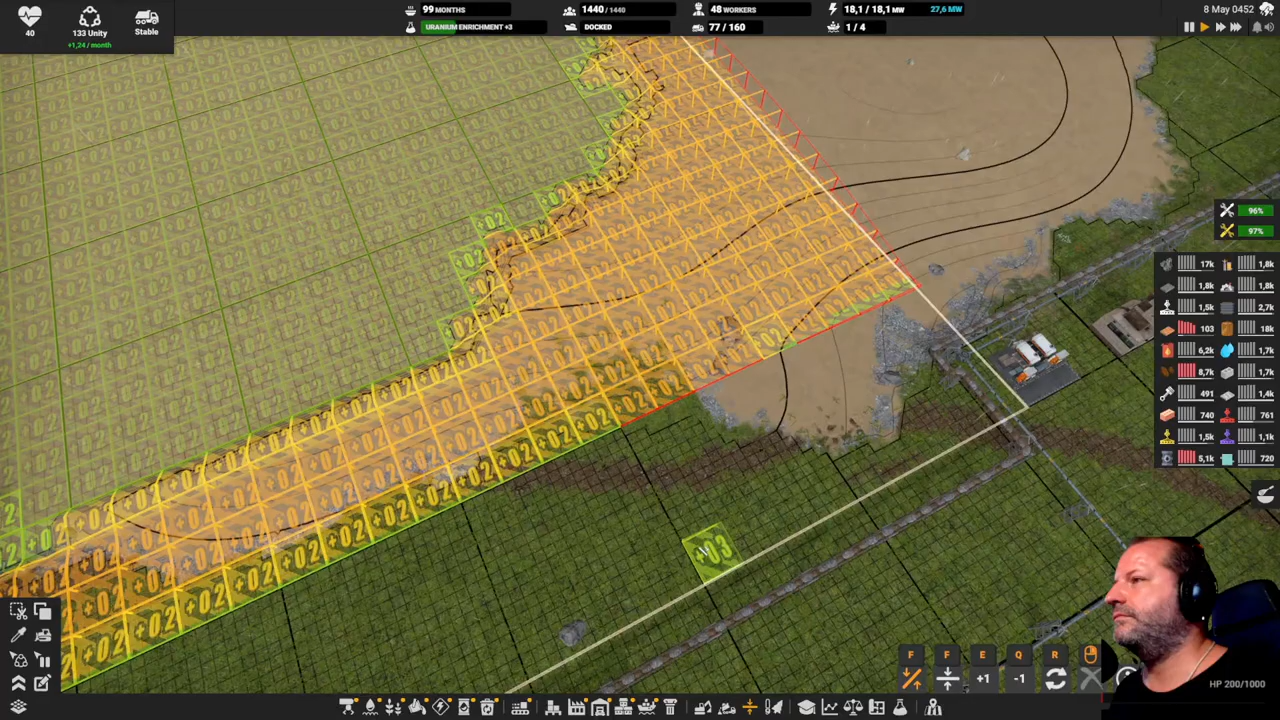 40
133 Unity
+1,24 / month
Stable
99 MONTHS
1440 / 1440
48 WORKERS
18,1 / 18,1 MW
27,6 MW
URANIUM ENRICHMENT +3
DOCKED
77 / 160
1 / 4
8 May 0452
96%
97%
17k 1,8k
1,8k 1,8k
1,5k 2,7k
103 18k
6,2k 1,7k
8,7k 1,7k
491 1,4k
740 761
1,5k 1,1k
5,1k 720
+02
+03
F F E Q R
+1 -1
HP 200/1000